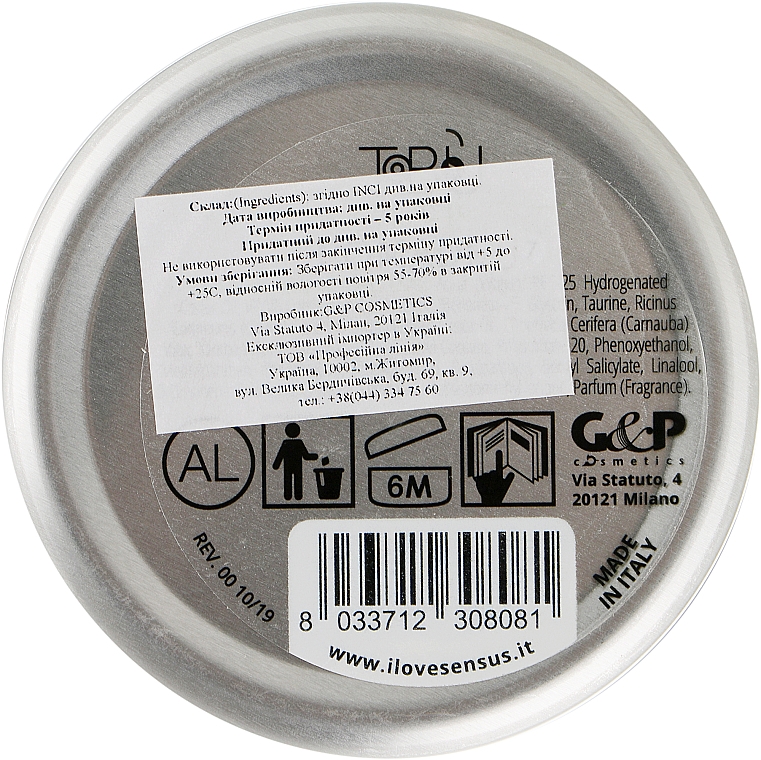 Склад:(Ingredients): згідно INCI див.на упаковці.
Дата виробництва: див. на упаковці
Термін придатності – 5 років
Придатний до див. на упаковці
Не використовувати після закінчення терміну придатності.
Умови зберігання: Зберігати при температурі від +5 до
+25С, відносній вологості повітря 55-70% в закритій
упаковці.
Виробник:G&P COSMETICS
Via Statuto 4, Милан, 20121 Італія
Ексклюзивний імпортер в Україні:
ТОВ «Професійна лінія»
Україна, 10002, м.Житомир,
вул. Велика Бердичівська, буд. 69, кв. 9,
тел.: +38(044) 334 75 60
25 Hydrogenated
Taurine, Ricinus
Cerifera (Carnauba)
20, Phenoxyethanol,
Salicylate, Linalool,
Parfum (Fragrance).
AL
6M
G&P
cosmetics
Via Statuto, 4
20121 Milano
REV. 00 10/19
MADE
IN ITALY
8 033712 308081
www.ilovesensus.it